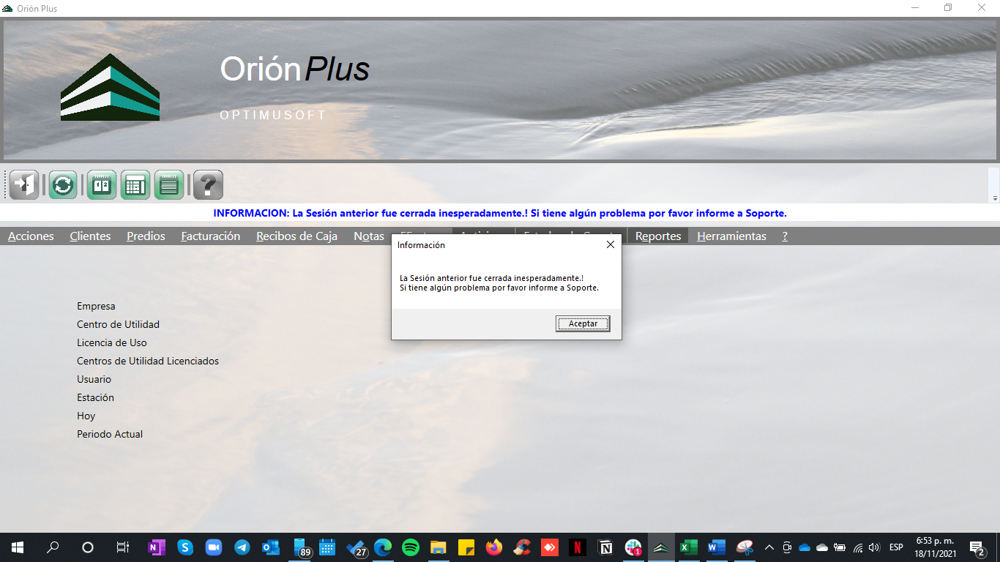 Orión Plus
Orión Plus
OPTIMUSOFT
INFORMACION: La Sesión anterior fue cerrada inesperadamente.! Si tiene algún problema por favor informe a Soporte.
Acciones Clientes Predios Facturación Recibos de Caja Notas Reportes Herramientas ?
Información
La Sesión anterior fue cerrada inesperadamente.!
Si tiene algún problema por favor informe a Soporte.
Aceptar
Empresa
Centro de Utilidad
Licencia de Uso
Centros de Utilidad Licenciados
Usuario
Estación
Hoy
Periodo Actual
89
27
1
ESP
6:53 p. m.
18/11/2021
2